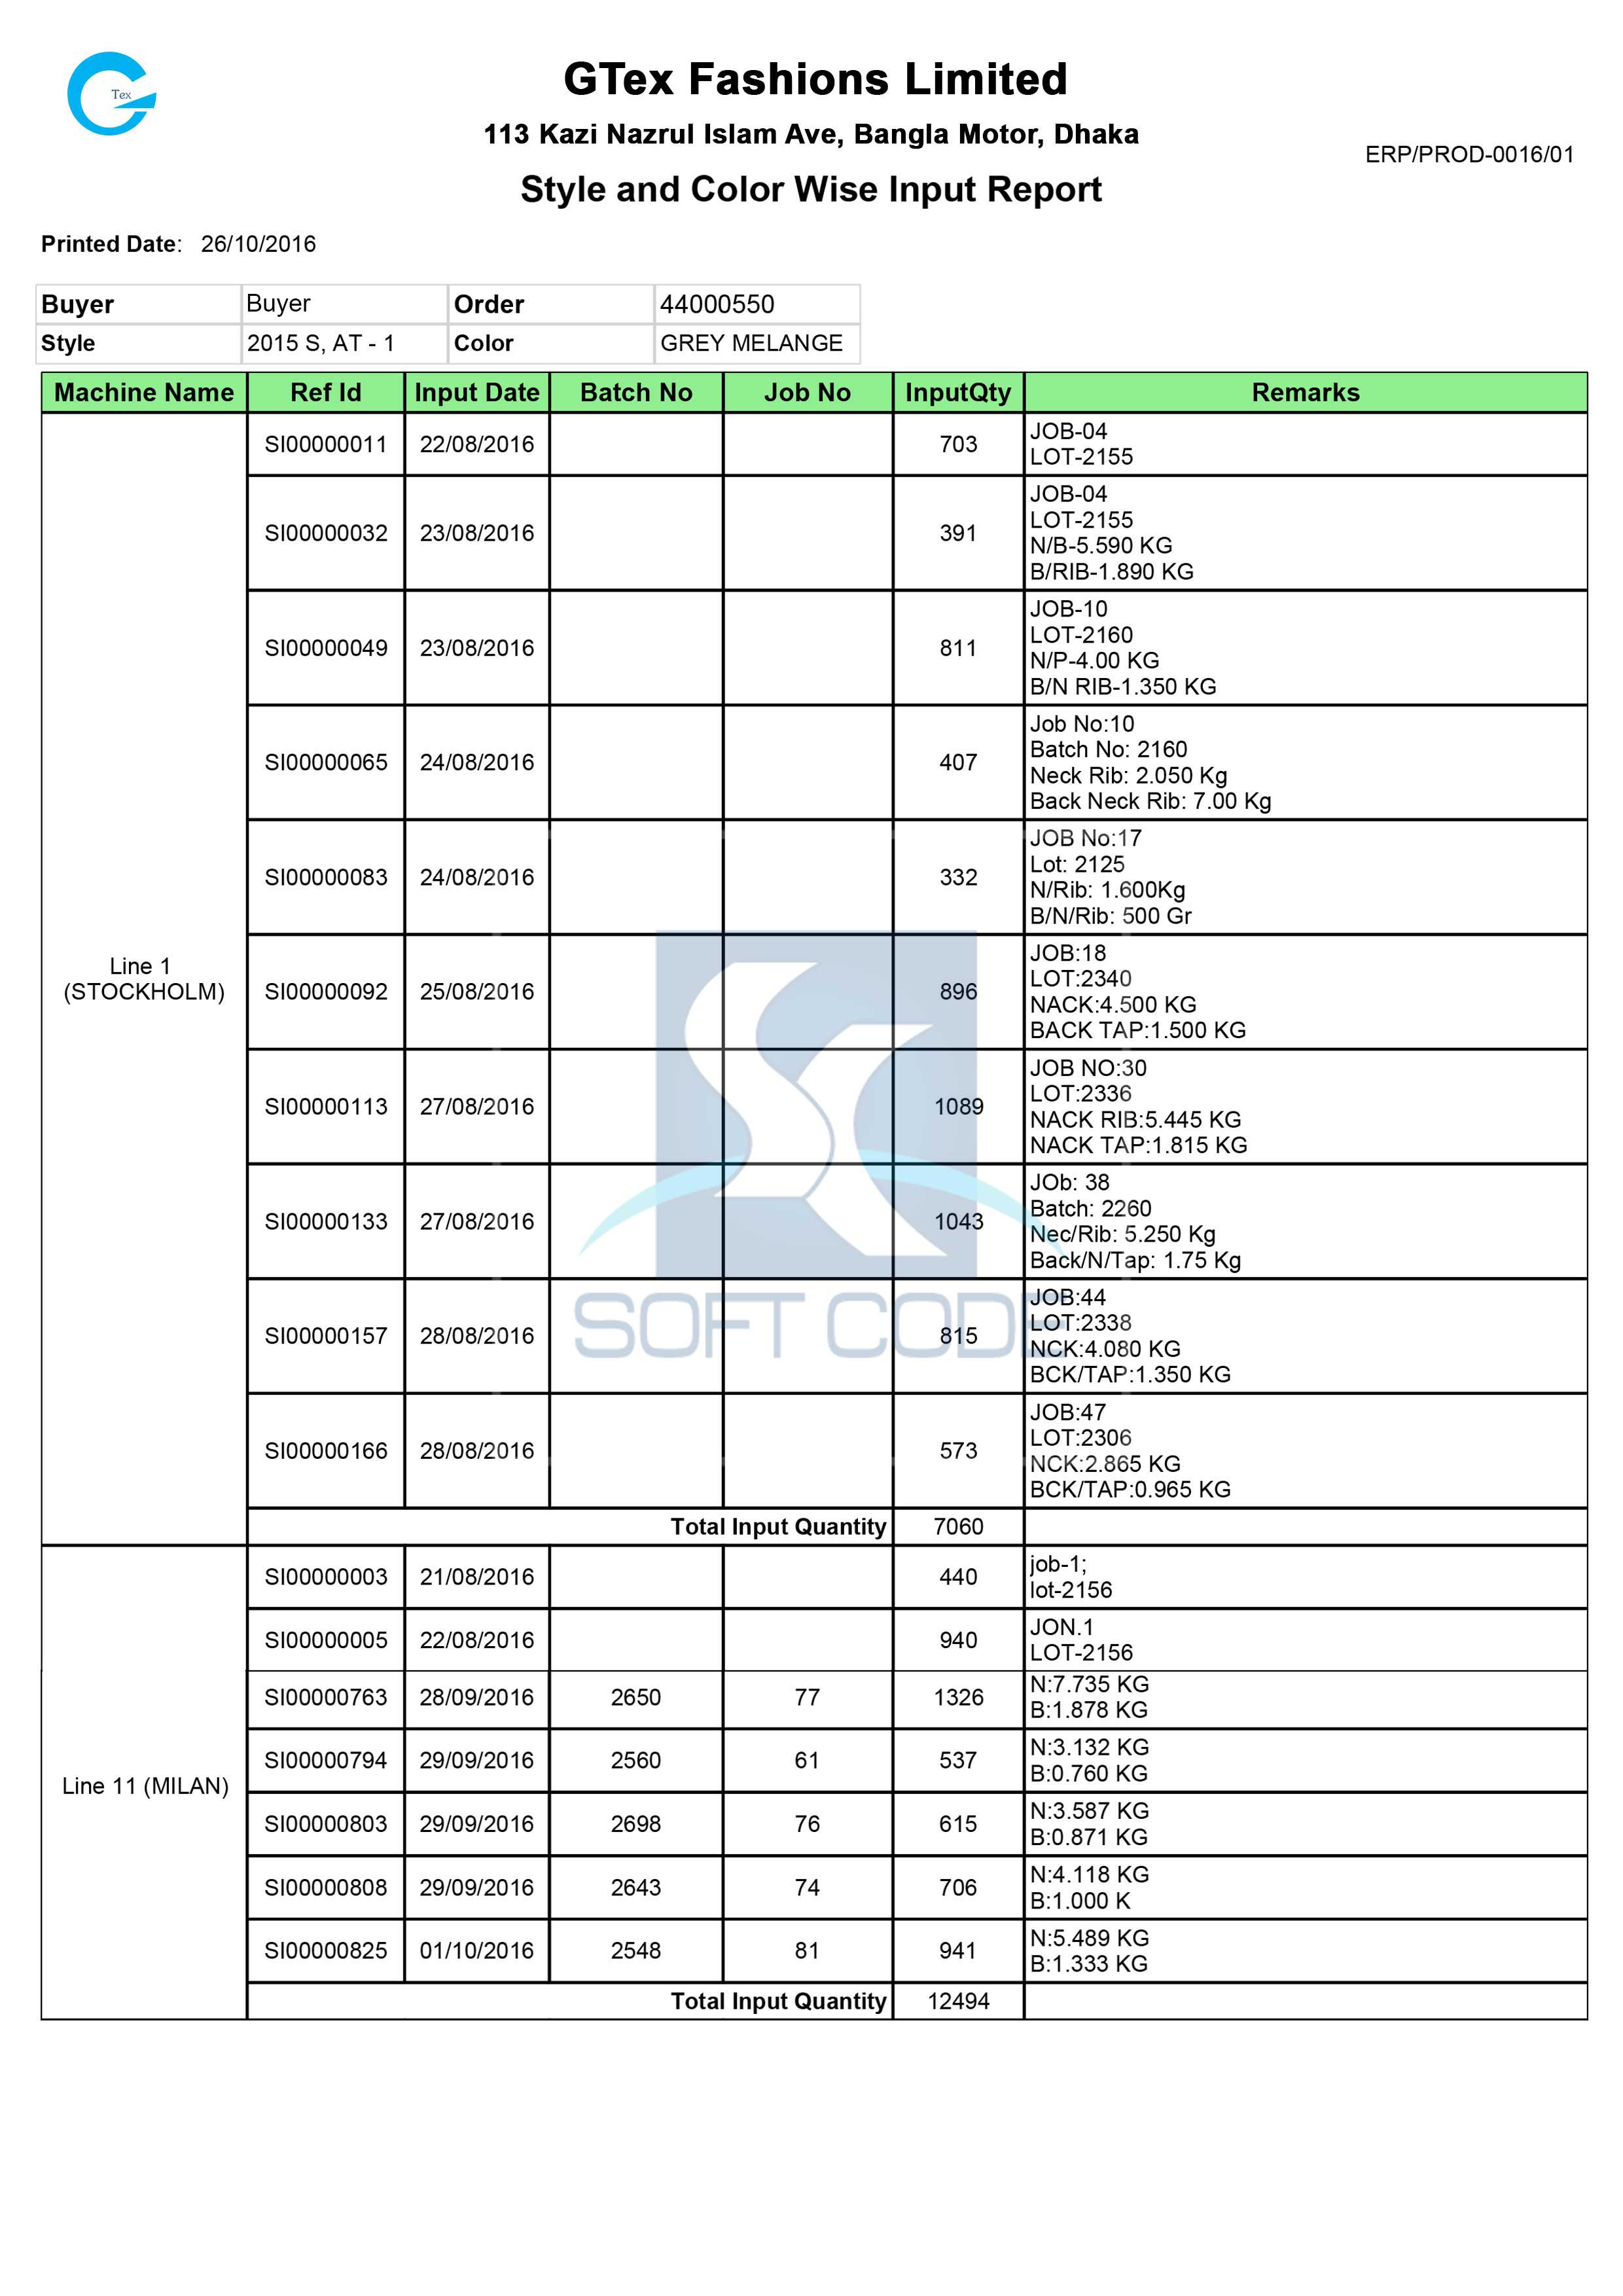 Tex
GTex Fashions Limited
113 Kazi Nazrul Islam Ave, Bangla Motor, Dhaka
ERP/PROD-0016/01
Style and Color Wise Input Report
Printed Date: 26/10/2016
Buyer Buyer Order 44000550
Style 2015 S, AT - 1 Color GREY MELANGE
Machine Name Ref Id Input Date Batch No Job No InputQty Remarks
Line 1
(STOCKHOLM)
SI00000011 22/08/2016 703
JOB-04
LOT-2155
SI00000032 23/08/2016 391
JOB-04
LOT-2155
N/B-5.590 KG
B/RIB-1.890 KG
SI00000049 23/08/2016 811
JOB-10
LOT-2160
N/P-4.00 KG
B/N RIB-1.350 KG
SI00000065 24/08/2016 407
Job No:10
Batch No: 2160
Neck Rib: 2.050 Kg
Back Neck Rib: 7.00 Kg
SI00000083 24/08/2016 332
JOB No:17
Lot: 2125
N/Rib: 1.600Kg
B/N/Rib: 500 Gr
SI00000092 25/08/2016 896
JOB:18
LOT:2340
NACK:4.500 KG
BACK TAP:1.500 KG
SI00000113 27/08/2016 1089
JOB NO:30
LOT:2336
NACK RIB:5.445 KG
NACK TAP:1.815 KG
SI00000133 27/08/2016 1043
JOb: 38
Batch: 2260
Nec/Rib: 5.250 Kg
Back/N/Tap: 1.75 Kg
SOFT CODE
SI00000157 28/08/2016 815
JOB:44
LOT:2338
NCK:4.080 KG
BCK/TAP:1.350 KG
SI00000166 28/08/2016 573
JOB:47
LOT:2306
NCK:2.865 KG
BCK/TAP:0.965 KG
Total Input Quantity 7060
Line 11 (MILAN)
SI00000003 21/08/2016 440
job-1;
lot-2156
SI00000005 22/08/2016 940
JON.1
LOT-2156
SI00000763 28/09/2016 2650 77 1326
N:7.735 KG
B:1.878 KG
SI00000794 29/09/2016 2560 61 537
N:3.132 KG
B:0.760 KG
SI00000803 29/09/2016 2698 76 615
N:3.587 KG
B:0.871 KG
SI00000808 29/09/2016 2643 74 706
N:4.118 KG
B:1.000 K
SI00000825 01/10/2016 2548 81 941
N:5.489 KG
B:1.333 KG
Total Input Quantity 12494